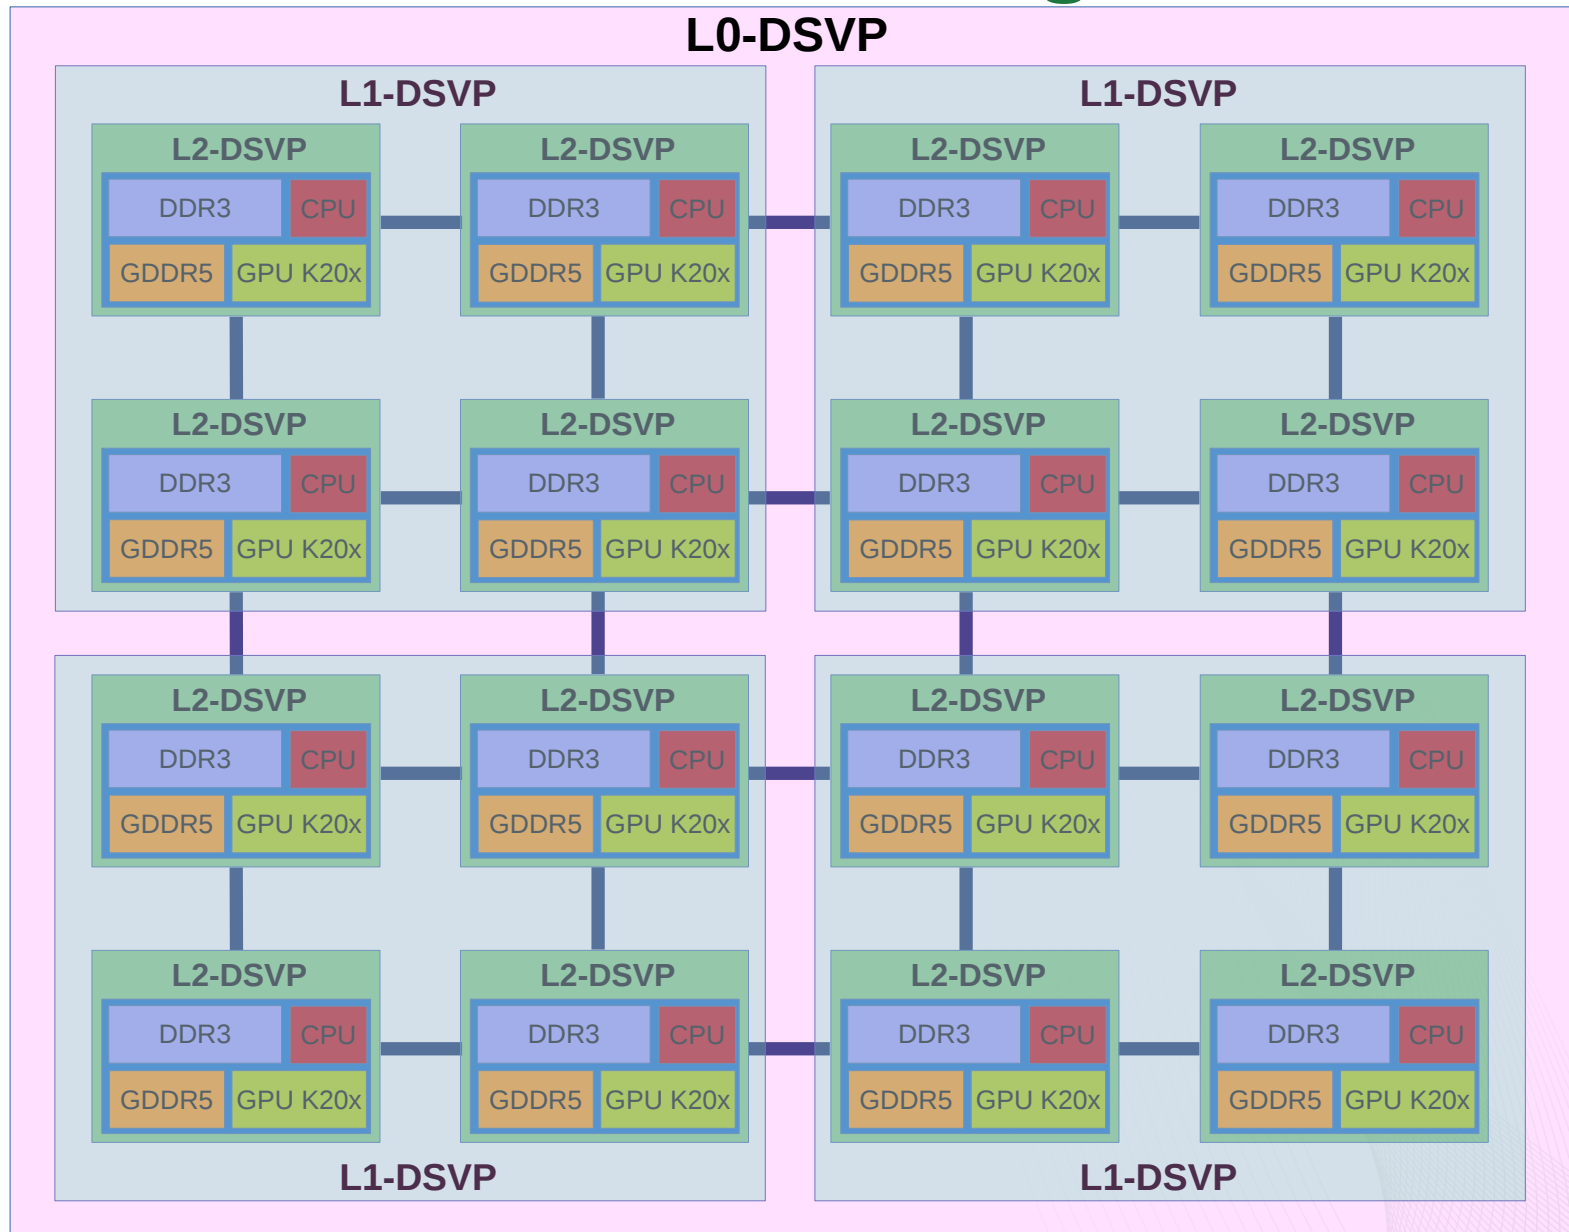 L0-DSVP
L1-DSVP L1-DSVP
L2-DSVP L2-DSVP L2-DSVP L2-DSVP
DDR3 CPU DDR3 CPU DDR3 CPU DDR3 CPU
GDDR5 GPU K20x GDDR5 GPU K20x GDDR5 GPU K20x GDDR5 GPU K20x
L2-DSVP L2-DSVP L2-DSVP L2-DSVP
DDR3 CPU DDR3 CPU DDR3 CPU DDR3 CPU
GDDR5 GPU K20x GDDR5 GPU K20x GDDR5 GPU K20x GDDR5 GPU K20x
L2-DSVP L2-DSVP L2-DSVP L2-DSVP
DDR3 CPU DDR3 CPU DDR3 CPU DDR3 CPU
GDDR5 GPU K20x GDDR5 GPU K20x GDDR5 GPU K20x GDDR5 GPU K20x
L2-DSVP L2-DSVP L2-DSVP L2-DSVP
DDR3 CPU DDR3 CPU DDR3 CPU DDR3 CPU
GDDR5 GPU K20x GDDR5 GPU K20x GDDR5 GPU K20x GDDR5 GPU K20x
L1-DSVP L1-DSVP